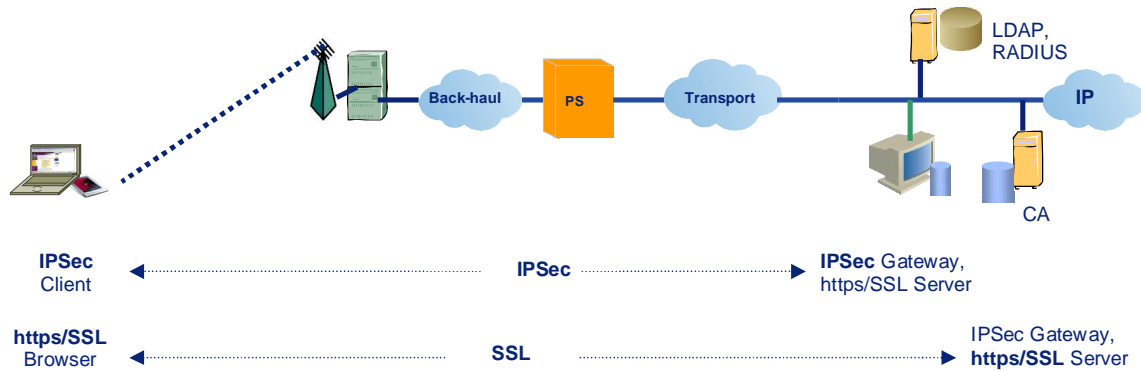 LDAP,
RADIUS
Back-haul
PS
Transport
IP
CA
IPSec
Client
IPSec
IPSec Gateway,
https/SSL Server
https/SSL
Browser
SSL
IPSec Gateway,
https/SSL Server